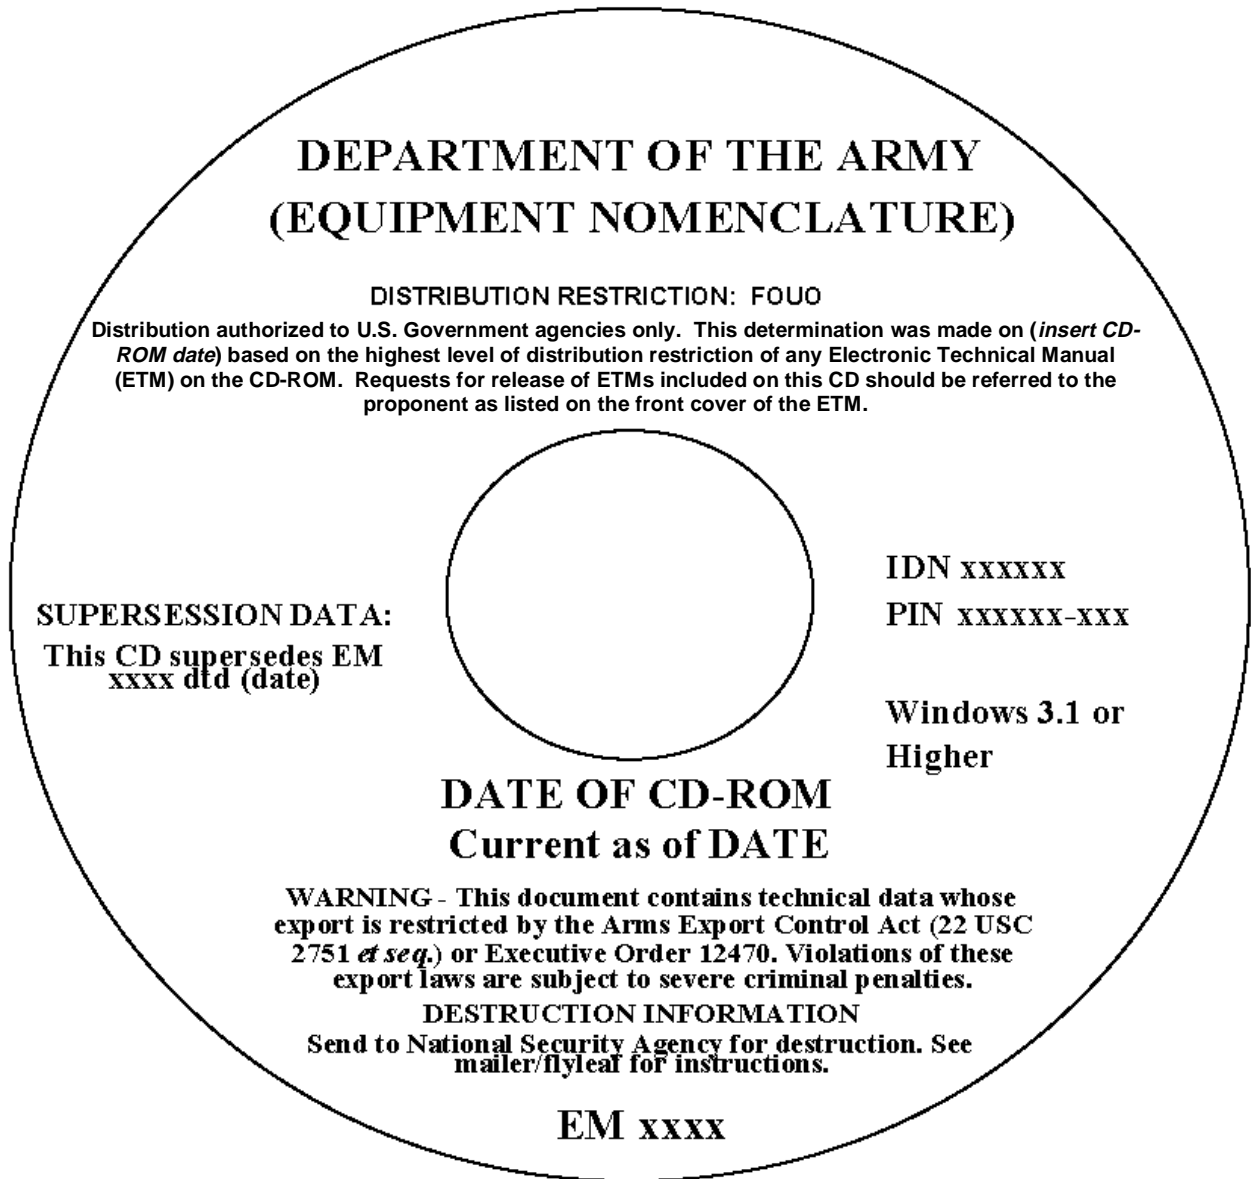 DEPARTMENT OF THE ARMY
(EQUIPMENT NOMENCLATURE)
DISTRIBUTION RESTRICTION: FOUO
Distribution authorized to U.S. Government agencies only. This determination was made on (insert CD-
ROM date) based on the highest level of distribution restriction of any Electronic Technical Manual
(ETM) on the CD-ROM. Requests for release of ETMs included on this CD should be referred to the
proponent as listed on the front cover of the ETM.
SUPERSESSION DATA:
This CD supersedes EM
xxxx dtd (date)
IDN xxxxxx
PIN xxxxxx-xxx
Windows 3.1 or
Higher
DATE OF CD-ROM
Current as of DATE
WARNING - This document contains technical data whose
export is restricted by the Arms Export Control Act (22 USC
2751 et seq.) or Executive Order 12470. Violations of these
export laws are subject to severe criminal penalties.
DESTRUCTION INFORMATION
Send to National Security Agency for destruction. See
mailer/flyleaf for instructions.
EM xxxx